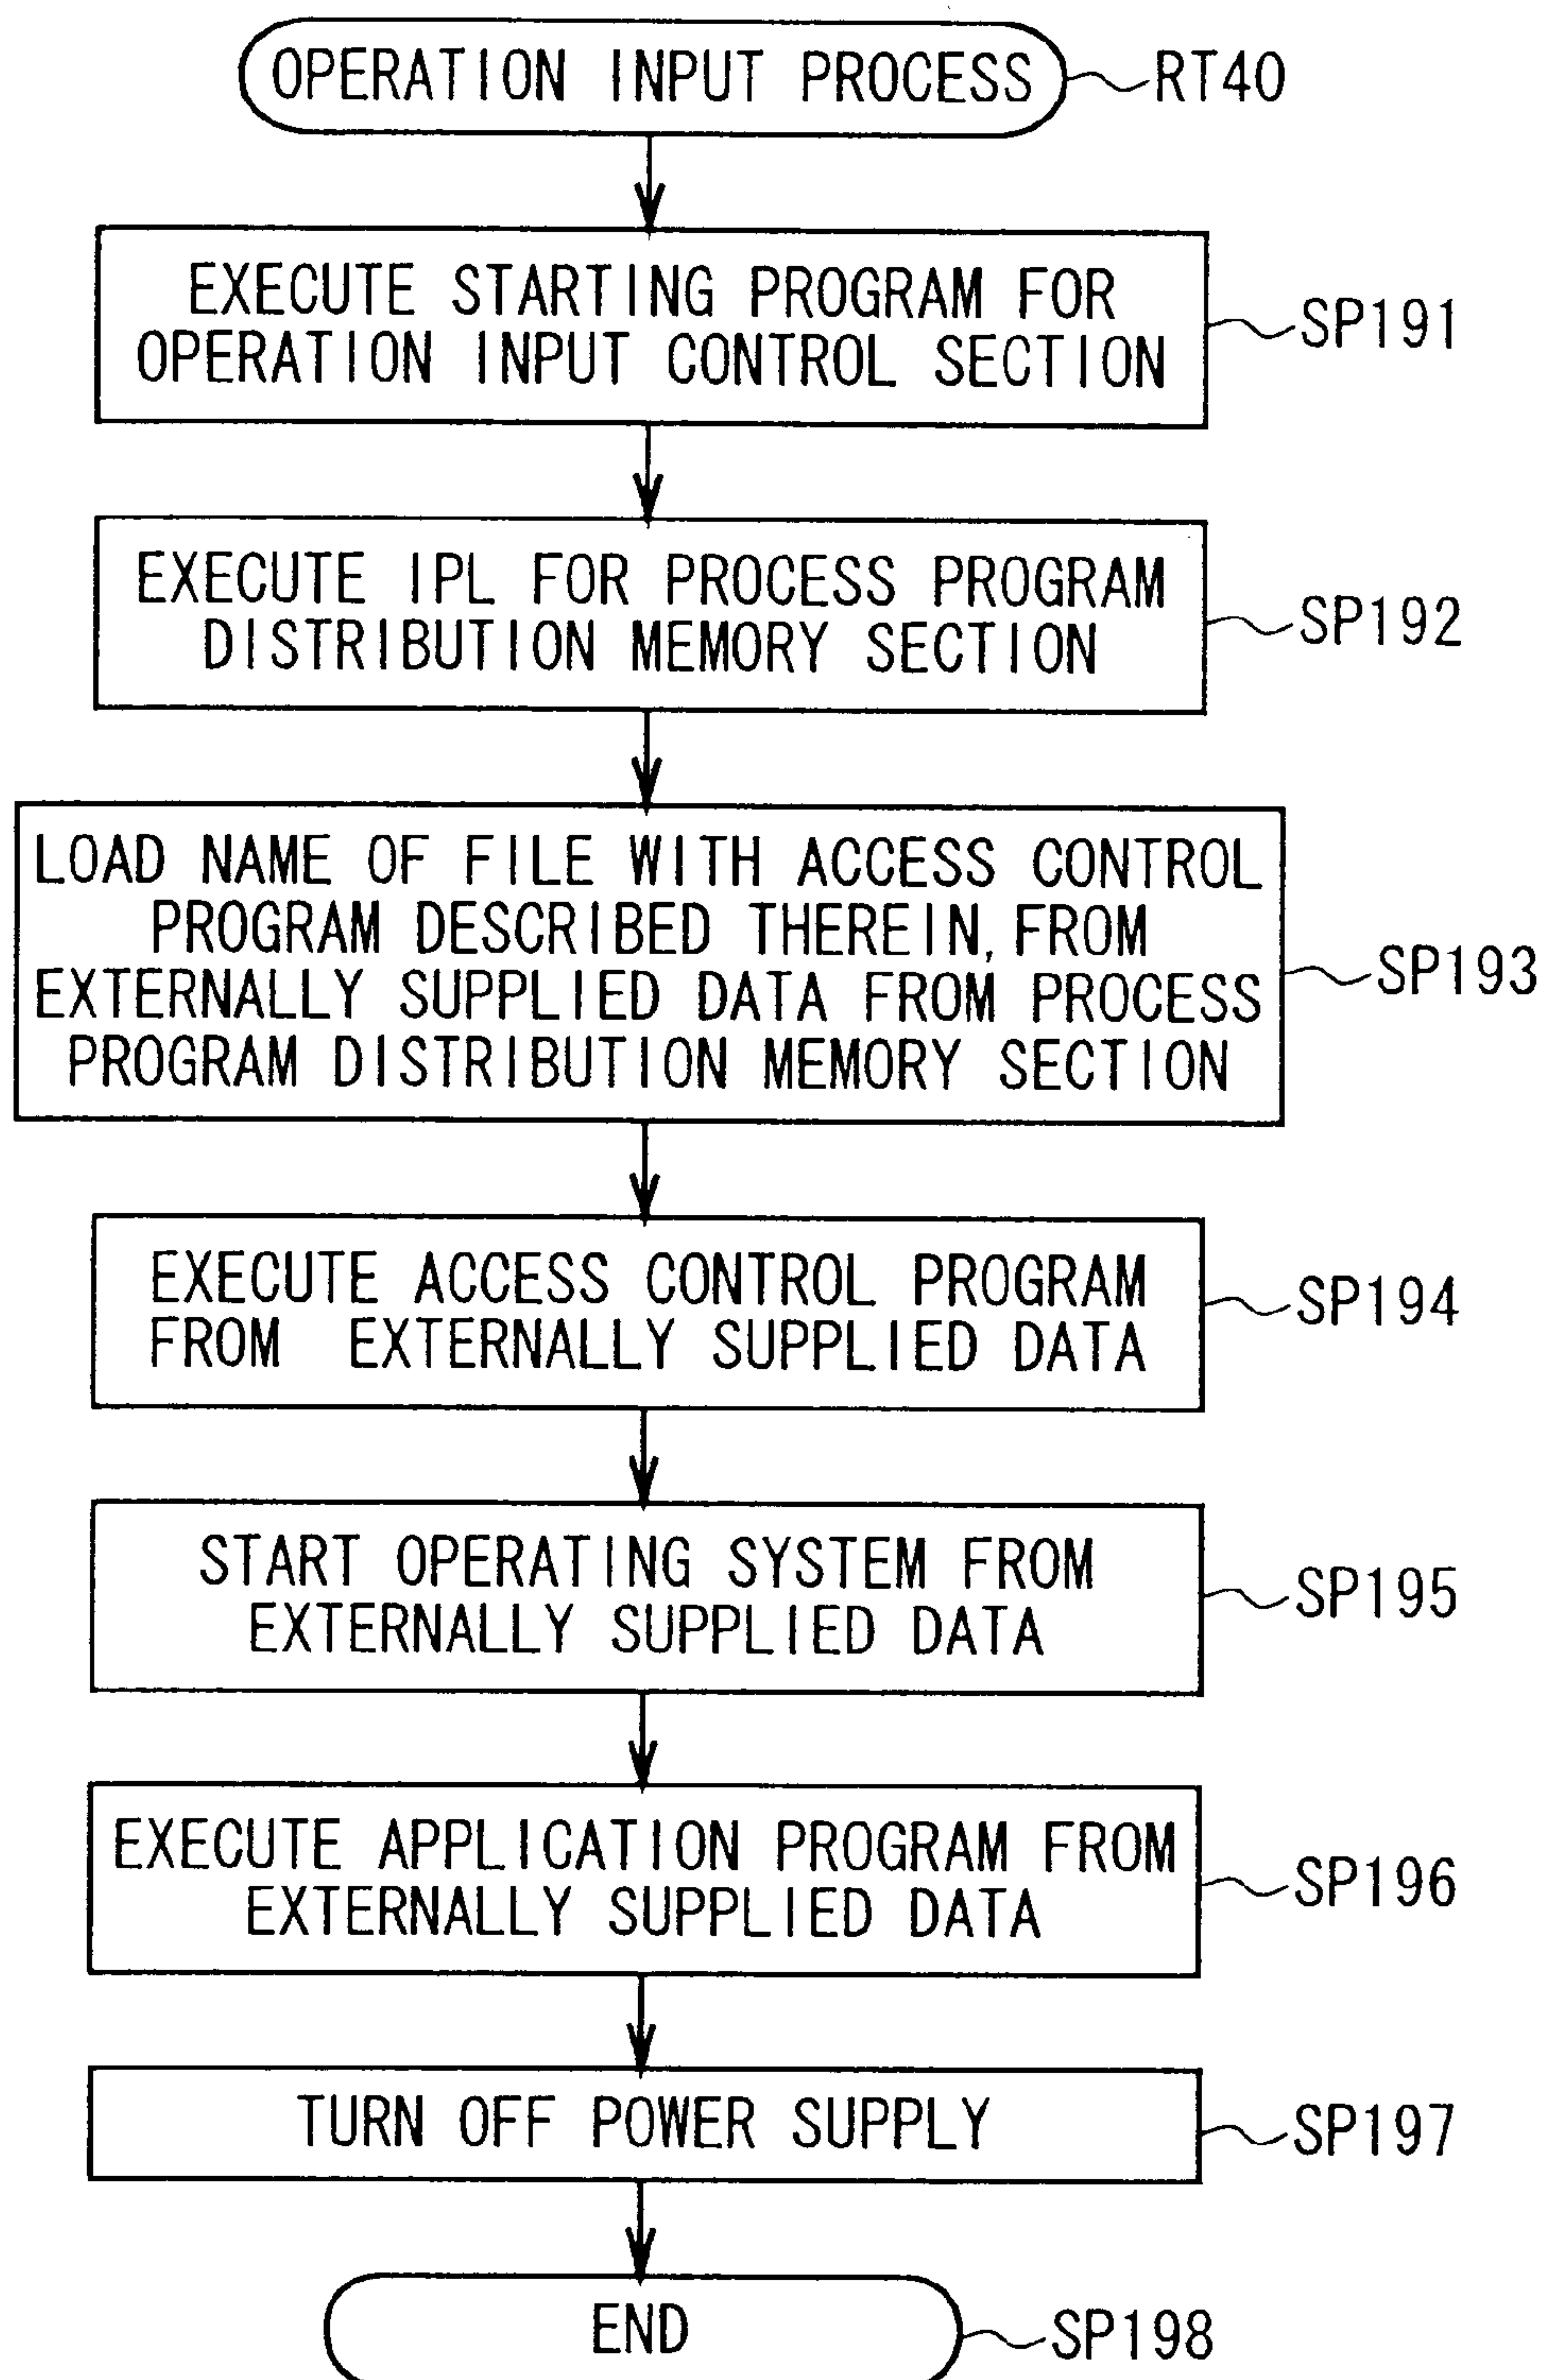 OPERATION INPUT PROCESS
RT40
EXECUTE STARTING PROGRAM FOR
OPERATION INPUT CONTROL SECTION
SP191
EXECUTE IPL FOR PROCESS PROGRAM
DISTRIBUTION MEMORY SECTION
SP192
LOAD NAME OF FILE WITH ACCESS CONTROL
PROGRAM DESCRIBED THEREIN, FROM
EXTERNALLY SUPPLIED DATA FROM PROCESS
PROGRAM DISTRIBUTION MEMORY SECTION
SP193
EXECUTE ACCESS CONTROL PROGRAM
FROM EXTERNALLY SUPPLIED DATA
SP194
START OPERATING SYSTEM FROM
EXTERNALLY SUPPLIED DATA
SP195
EXECUTE APPLICATION PROGRAM FROM
EXTERNALLY SUPPLIED DATA
SP196
TURN OFF POWER SUPPLY
SP197
END
SP198